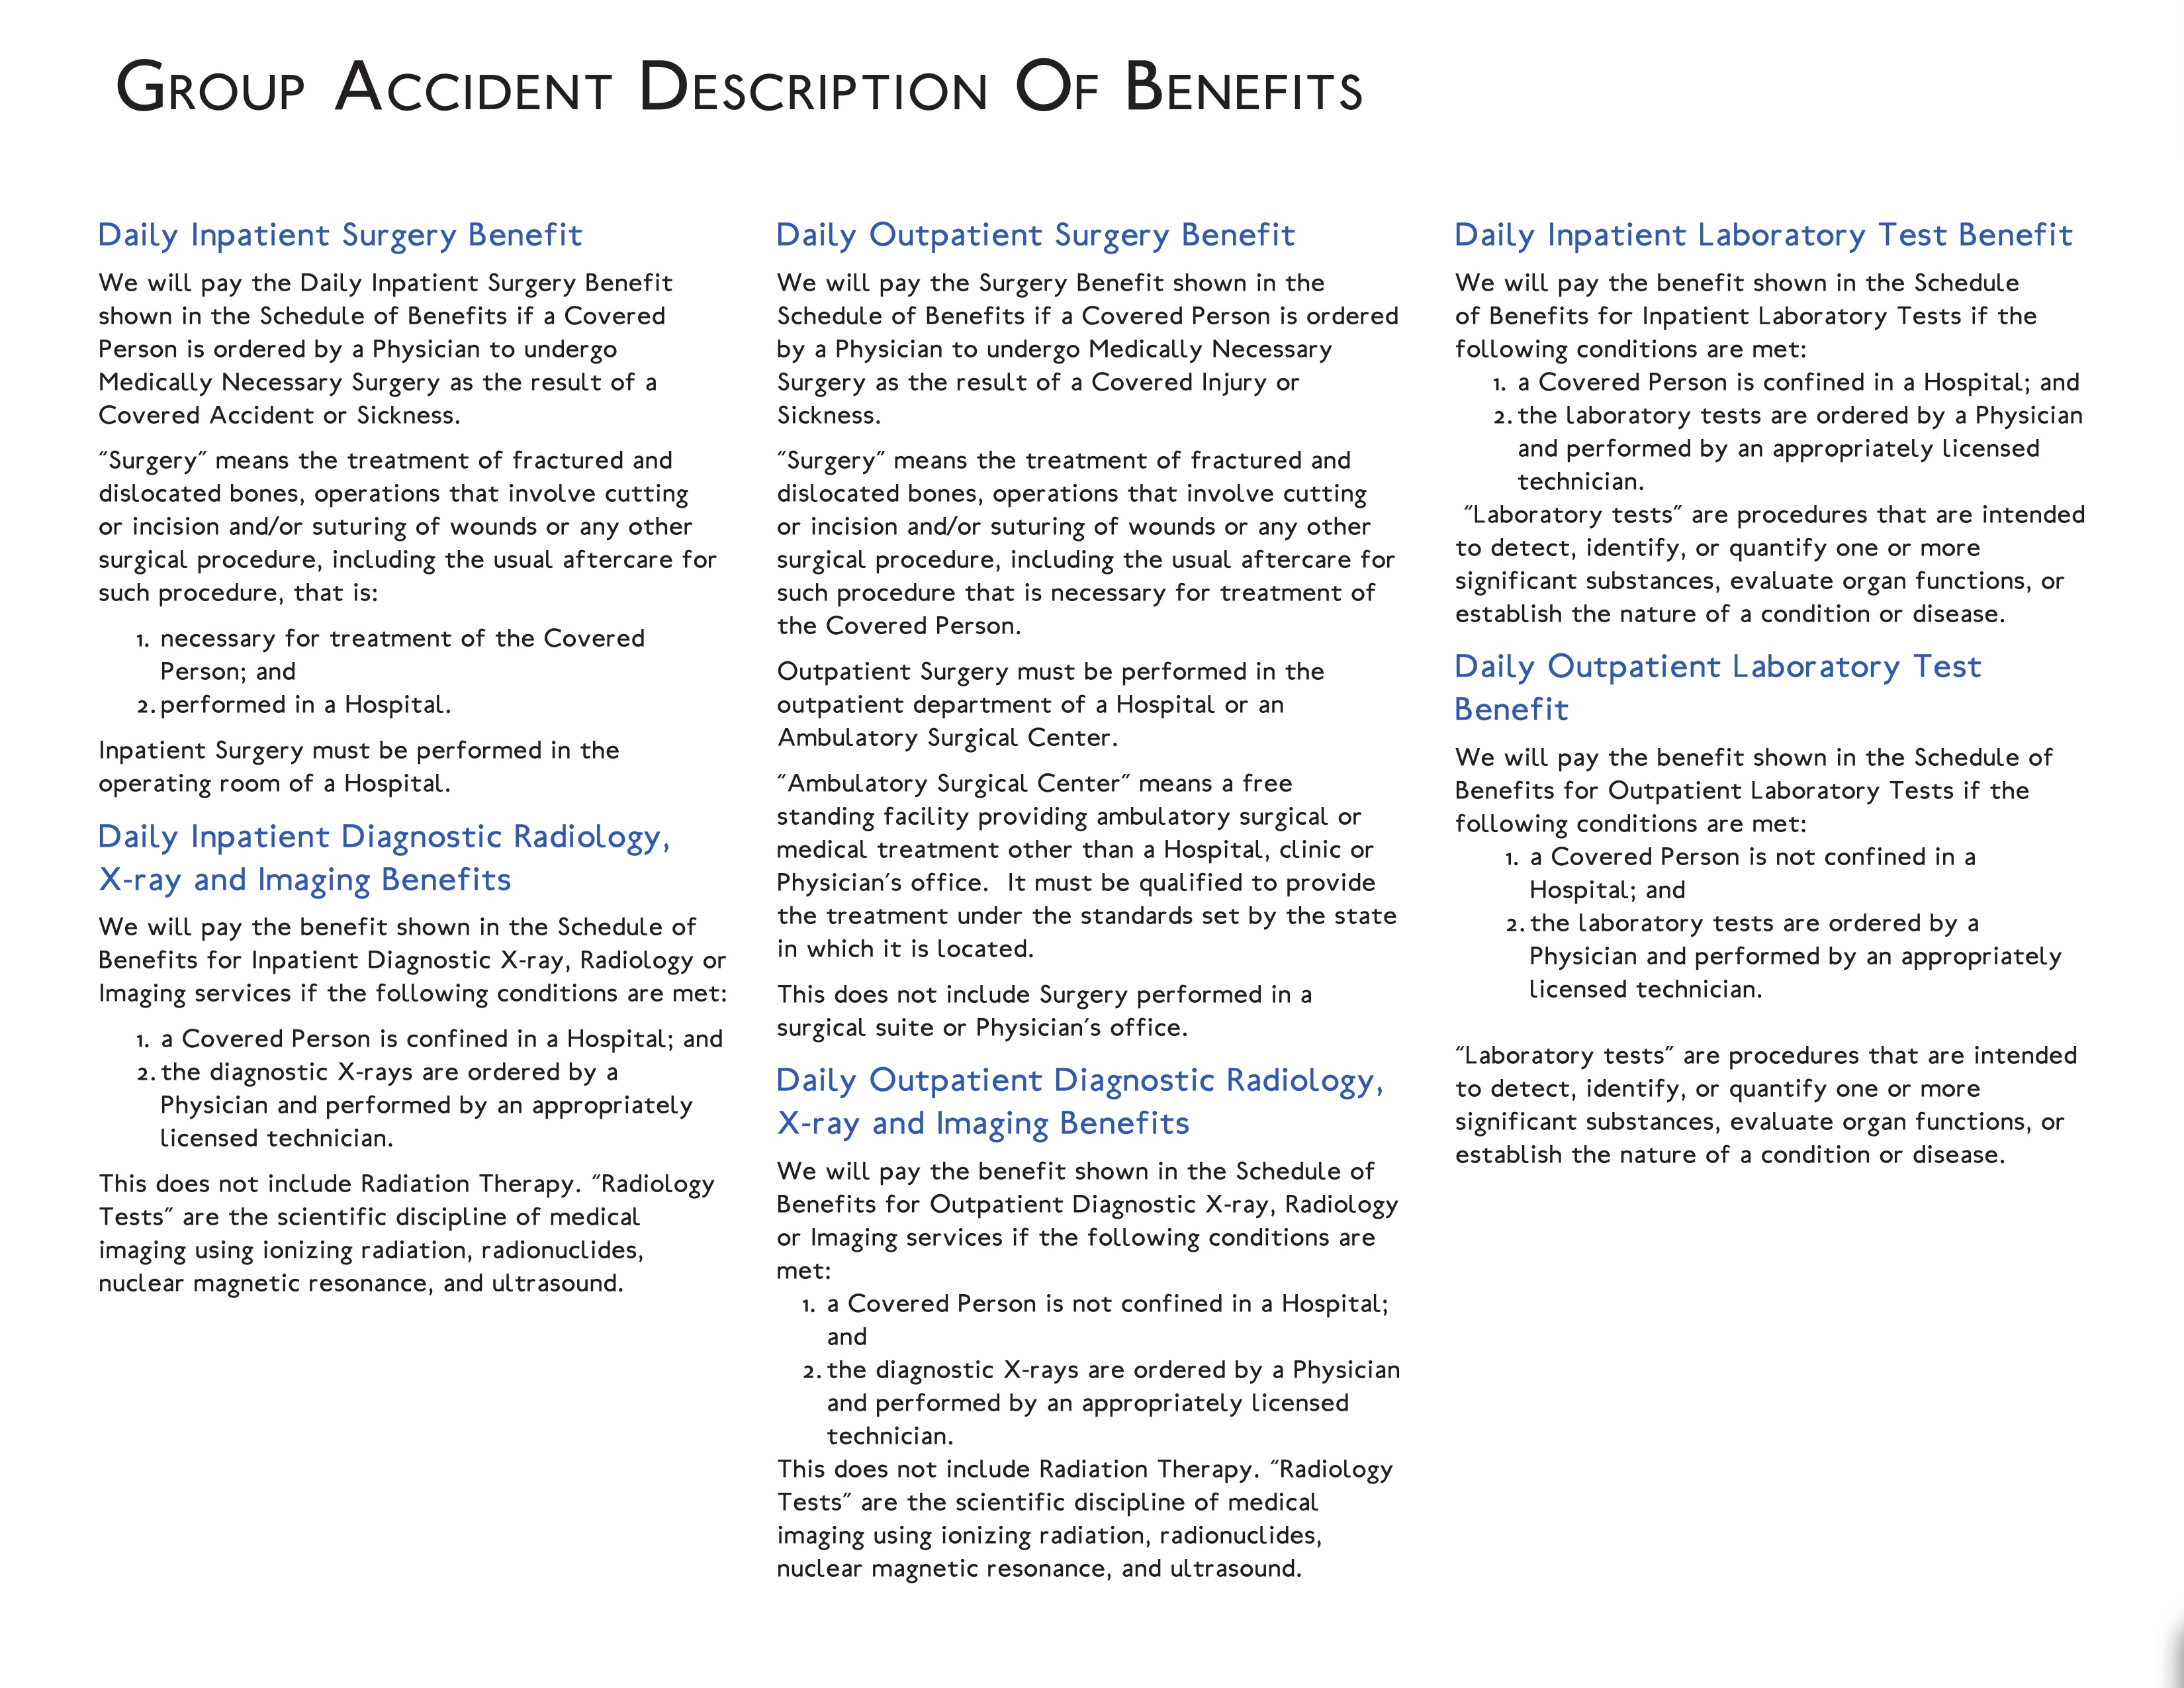 Group Accident Description Of Benefits
Daily Inpatient Surgery Benefit
We will pay the Daily Inpatient Surgery Benefit
shown in the Schedule of Benefits if a Covered
Person is ordered by a Physician to undergo
Medically Necessary Surgery as the result of a
Covered Accident or Sickness.
“Surgery” means the treatment of fractured and
dislocated bones, operations that involve cutting
or incision and/or suturing of wounds or any other
surgical procedure, including the usual aftercare for
such procedure, that is:
1. necessary for treatment of the Covered
Person; and
2. performed in a Hospital.
Inpatient Surgery must be performed in the
operating room of a Hospital.
Daily Inpatient Diagnostic Radiology,
X-ray and Imaging Benefits
We will pay the benefit shown in the Schedule of
Benefits for Inpatient Diagnostic X-ray, Radiology or
Imaging services if the following conditions are met:
1. a Covered Person is confined in a Hospital; and
2. the diagnostic X-rays are ordered by a
Physician and performed by an appropriately
licensed technician.
This does not include Radiation Therapy. “Radiology
Tests” are the scientific discipline of medical
imaging using ionizing radiation, radionuclides,
nuclear magnetic resonance, and ultrasound.
Daily Outpatient Surgery Benefit
We will pay the Surgery Benefit shown in the
Schedule of Benefits if a Covered Person is ordered
by a Physician to undergo Medically Necessary
Surgery as the result of a Covered Injury or
Sickness.
“Surgery” means the treatment of fractured and
dislocated bones, operations that involve cutting
or incision and/or suturing of wounds or any other
surgical procedure, including the usual aftercare for
such procedure that is necessary for treatment of
the Covered Person.
Outpatient Surgery must be performed in the
outpatient department of a Hospital or an
Ambulatory Surgical Center.
“Ambulatory Surgical Center” means a free
standing facility providing ambulatory surgical or
medical treatment other than a Hospital, clinic or
Physician’s office. It must be qualified to provide
the treatment under the standards set by the state
in which it is located.
This does not include Surgery performed in a
surgical suite or Physician’s office.
Daily Outpatient Diagnostic Radiology,
X-ray and Imaging Benefits
We will pay the benefit shown in the Schedule of
Benefits for Outpatient Diagnostic X-ray, Radiology
or Imaging services if the following conditions are
met:
1. a Covered Person is not confined in a Hospital;
and
2. the diagnostic X-rays are ordered by a Physician
and performed by an appropriately licensed
technician.
This does not include Radiation Therapy. “Radiology
Tests” are the scientific discipline of medical
imaging using ionizing radiation, radionuclides,
nuclear magnetic resonance, and ultrasound.
Daily Inpatient Laboratory Test Benefit
We will pay the benefit shown in the Schedule
of Benefits for Inpatient Laboratory Tests if the
following conditions are met:
1. a Covered Person is confined in a Hospital; and
2. the laboratory tests are ordered by a Physician
and performed by an appropriately licensed
technician.
“Laboratory tests” are procedures that are intended
to detect, identify, or quantify one or more
significant substances, evaluate organ functions, or
establish the nature of a condition or disease.
Daily Outpatient Laboratory Test
Benefit
We will pay the benefit shown in the Schedule of
Benefits for Outpatient Laboratory Tests if the
following conditions are met:
1. a Covered Person is not confined in a
Hospital; and
2. the laboratory tests are ordered by a
Physician and performed by an appropriately
licensed technician.
“Laboratory tests” are procedures that are intended
to detect, identify, or quantify one or more
significant substances, evaluate organ functions, or
establish the nature of a condition or disease.